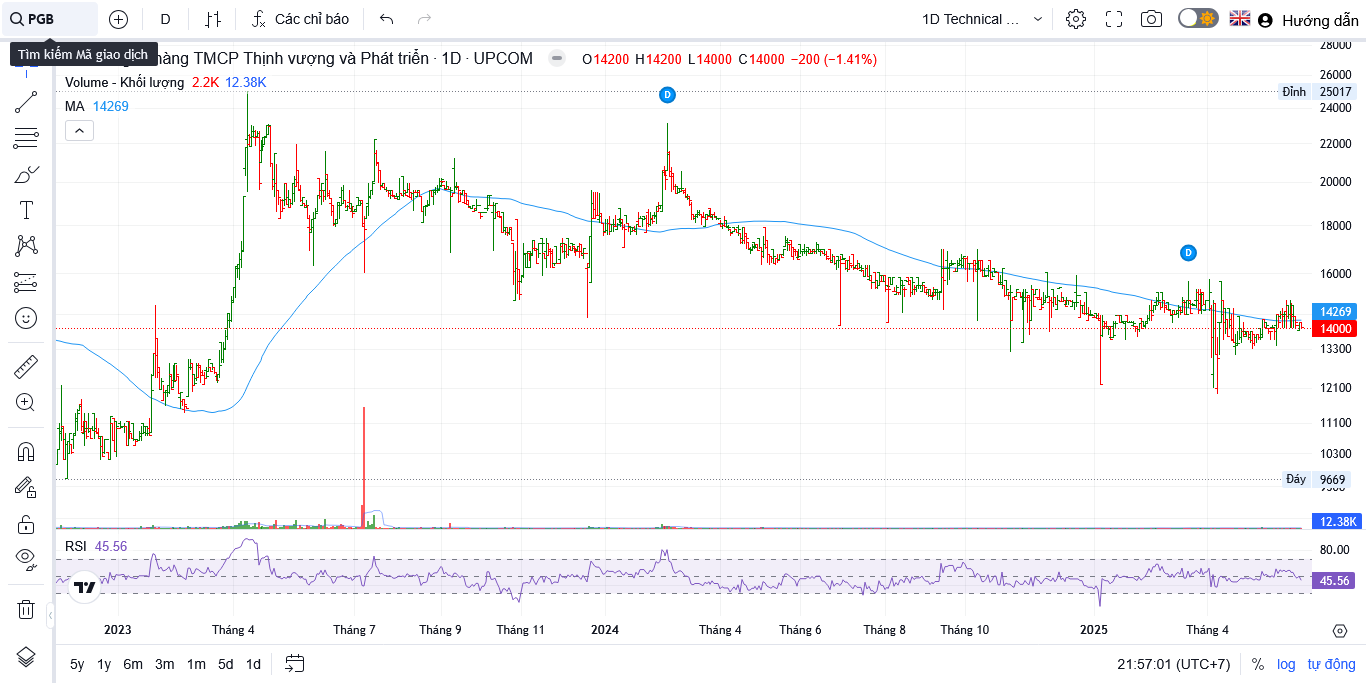 PGB
D
Các chỉ báo
1D Technical ...
Hướng dẫn
Tìm kiếm Mã giao dịch
hàng TMCP Thịnh vượng và Phát triển · 1D · UPCOM
O14200 H14200 L14000 C14000 −200 (−1.41%)
Volume - Khối lượng 2.2K 12.38K
MA 14269
D
D
28000
26000
Đỉnh 25017
24000
22000
20000
18000
16000
14269
14000
13300
12100
11100
10300
Đáy 9669
12.38K
RSI 45.56
80.00
45.56
2023
Tháng 4
Tháng 7
Tháng 9
Tháng 11
2024
Tháng 4
Tháng 6
Tháng 8
Tháng 10
2025
Tháng 4
5y 1y 6m 3m 1m 5d 1d
21:57:01 (UTC+7)
% log tự động